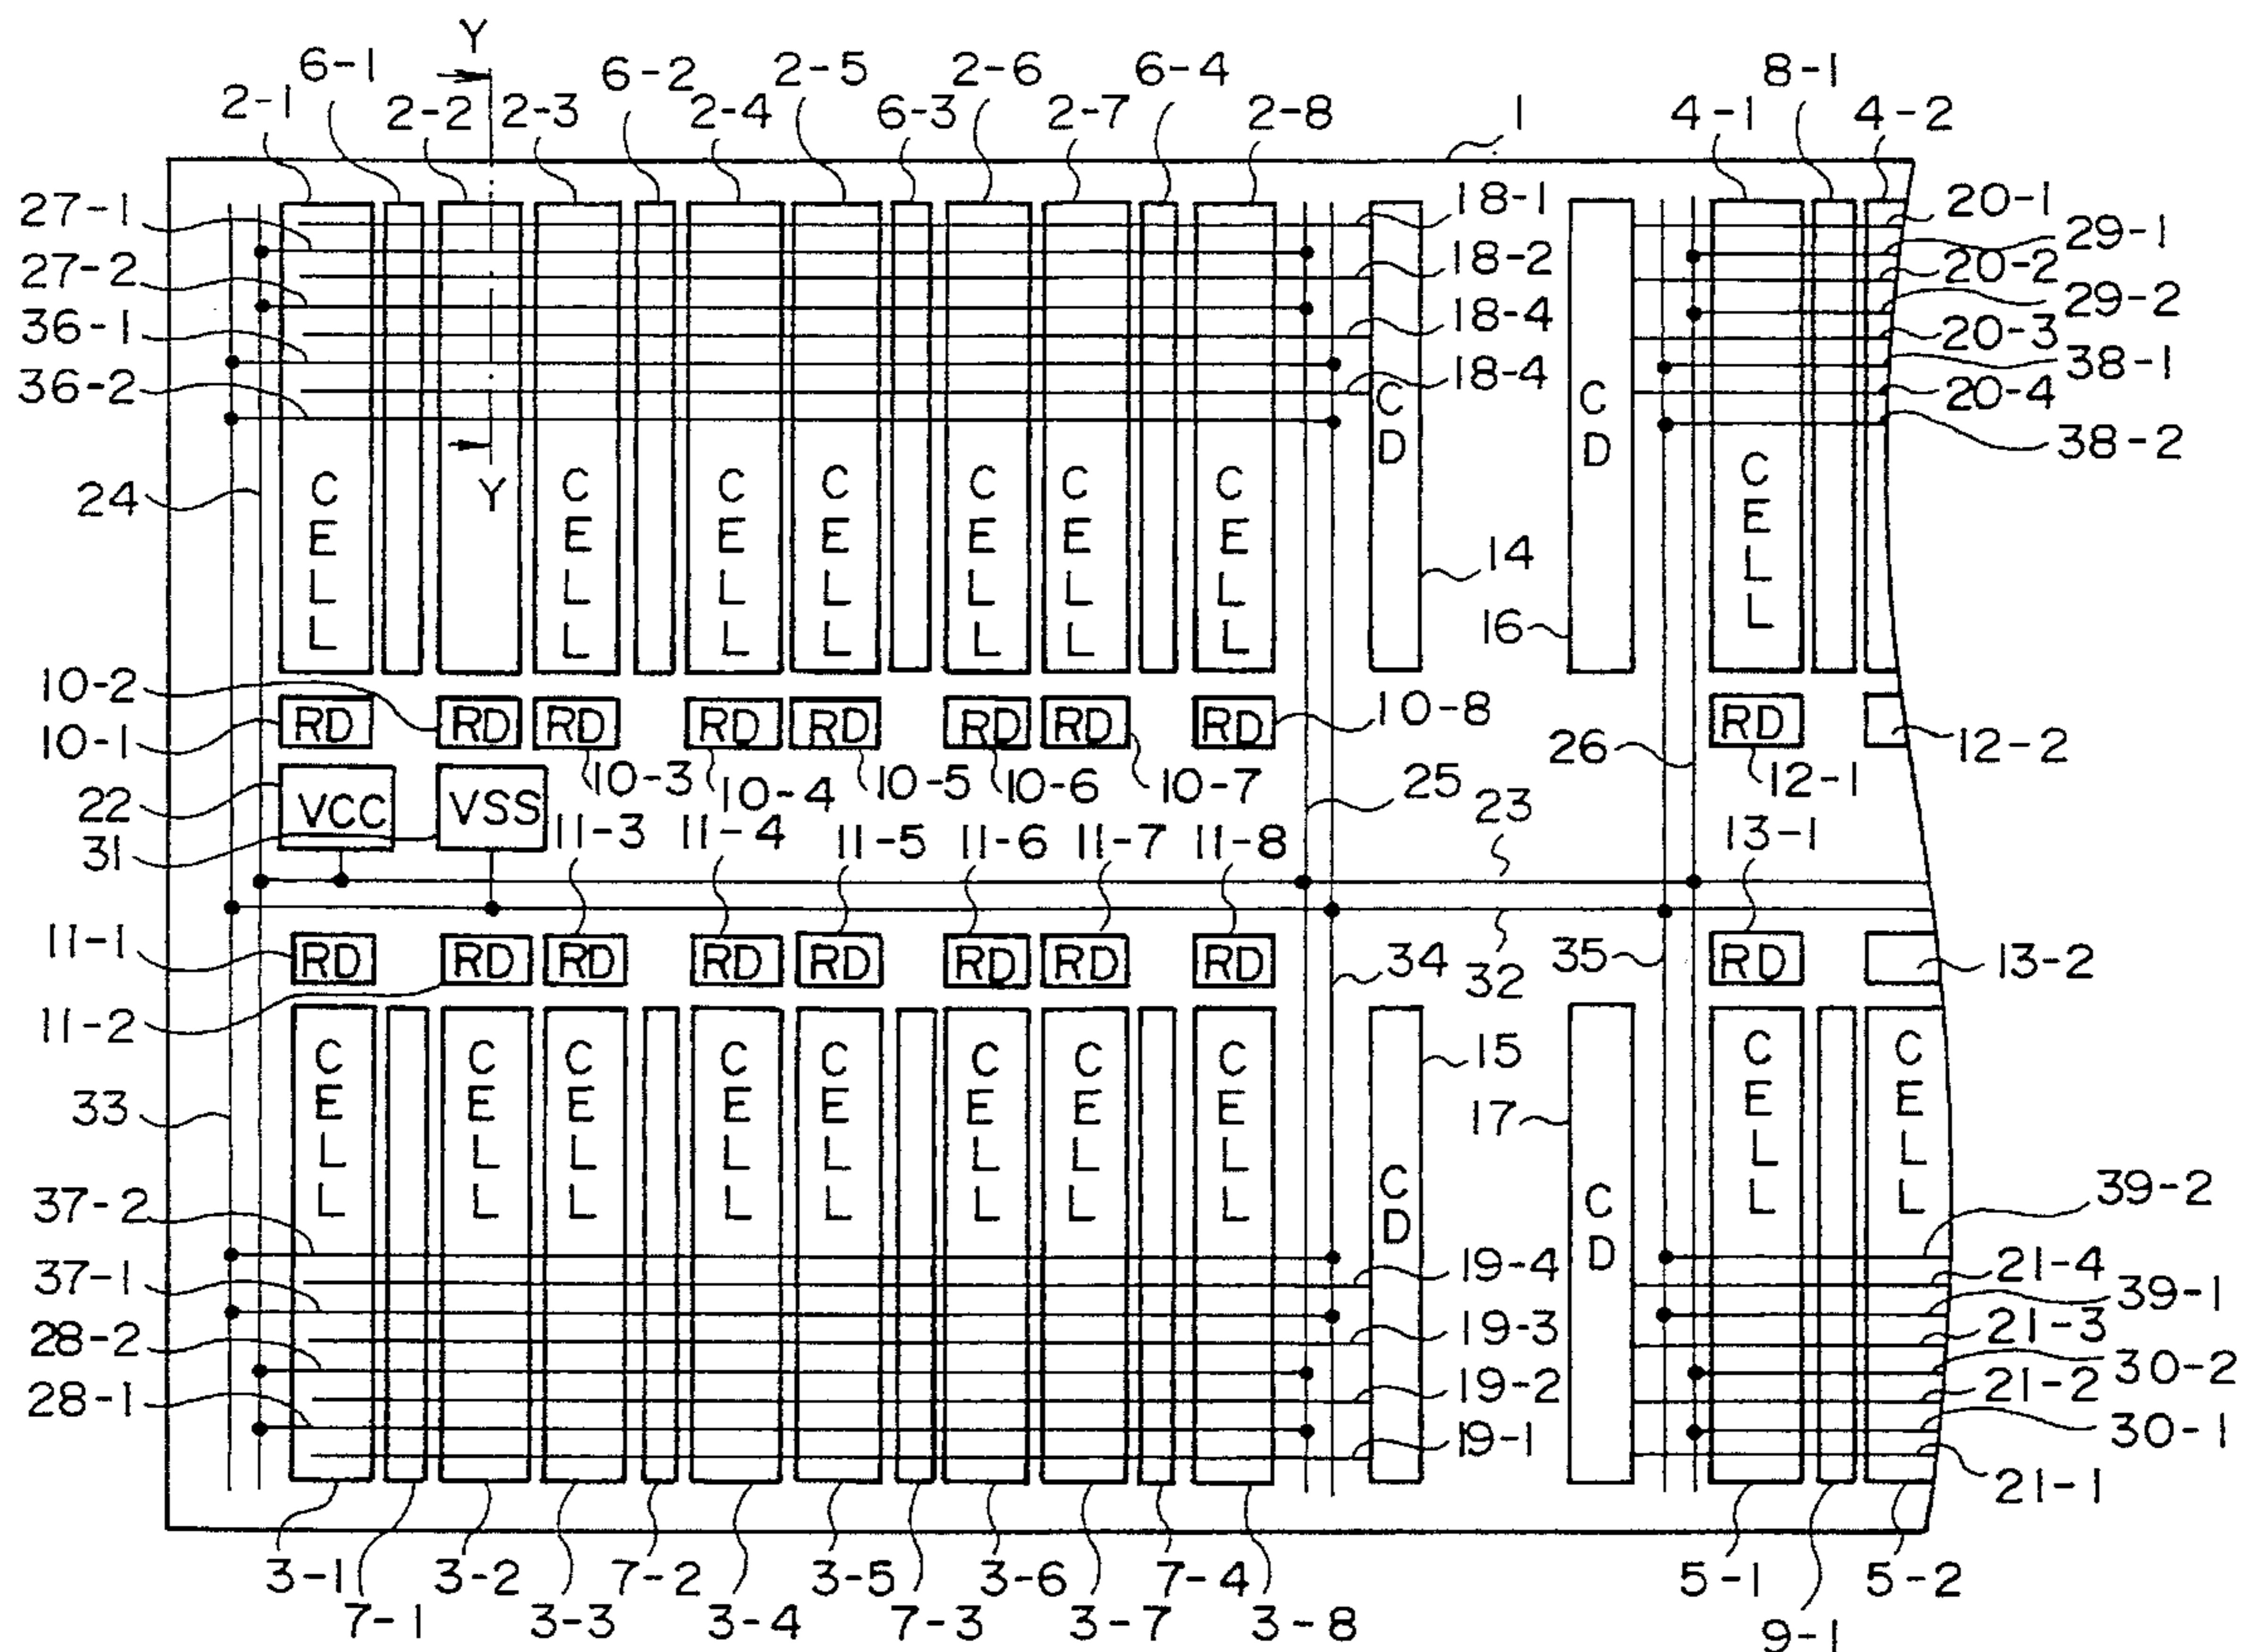 Y
6-1 6-2 2-5 2-6 6-4 8-1
2-1 2-2 2-3 2-4 6-3 2-7 2-8 1 4-1 4-2
27-1 18-1 20-1
29-1
27-2 18-2 20-2
29-2
36-1 18-4 20-3
38-1
36-2 18-4 20-4
38-2
CD CD
24 Y
CELL CELL CELL CELL CELL CELL CELL CELL
14
16
10-2 RD RD RD RD RD RD RD RD 10-8 RD
10-1 26 12-2
10-3 10-4 10-5 10-6 10-7 25 12-1
22 VCC VSS 23
31 11-3 11-4 11-5 11-6 11-7 11-8 13-1
11-1 RD RD RD RD RD RD RD RD 34 32 35 RD 13-2
11-2
CELL CELL CELL CELL CELL CELL CELL CELL 15 CELL CELL
33 17
CD CD
37-2 39-2
19-4 21-4
37-1 39-1
28-2 19-3 21-3
30-2
28-1 19-2 21-2
19-1 30-1
21-1
3-1 3-2 7-2 3-5 3-6 7-4 5-1 5-2
7-1 3-3 3-4 7-3 3-7 3-8 9-1